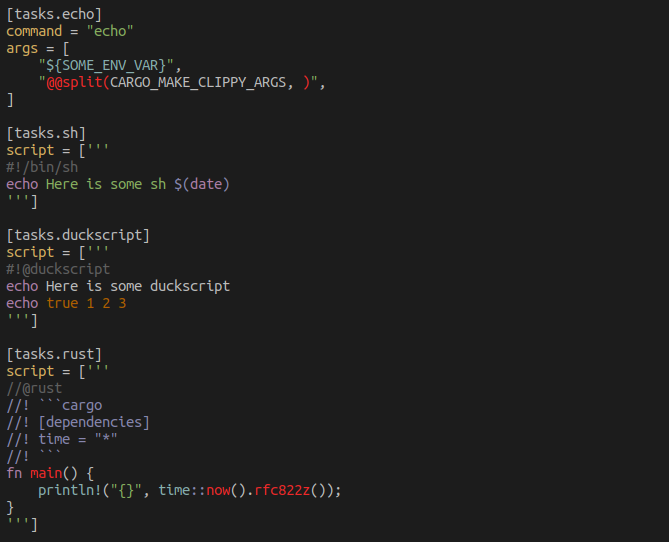 [tasks.echo]
command = "echo"
args = [
    "${SOME_ENV_VAR}",
    "@@split(CARGO_MAKE_CLIPPY_ARGS, )",
]

[tasks.sh]
script = ['''
#!/bin/sh
echo Here is some sh $(date)
''']

[tasks.duckscript]
script = ['''
#!@duckscript
echo Here is some duckscript
echo true 1 2 3
''']

[tasks.rust]
script = ['''
//@rust
//! ```cargo
//! [dependencies]
//! time = "*"
//! ```
fn main() {
    println!("{}", time::now().rfc822z());
}
''']